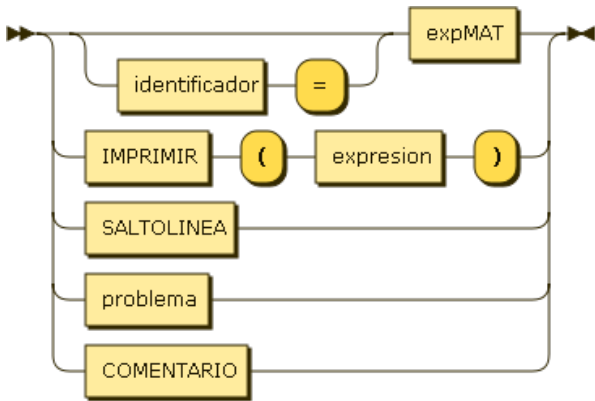 expMAT
identificador =
IMPRIMIR ( expresion )
SALTOLINEA
problema
COMENTARIO